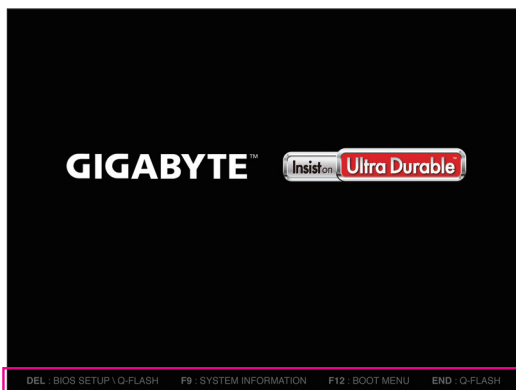 GIGABYTE™
Insist on Ultra Durable™
DEL : BIOS SETUP \ Q-FLASH F9 : SYSTEM INFORMATION F12 : BOOT MENU END : Q-FLASH